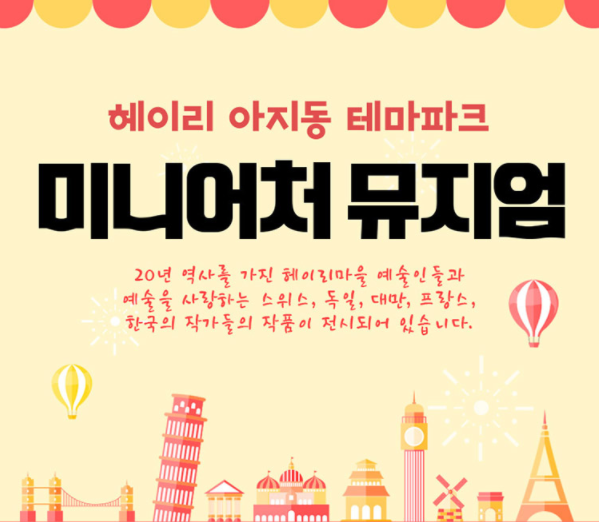 헤이리 아지동 테마파크
미니어처 뮤지엄
20년 역사를 가진 헤이리마을 예술인들과
예술을 사랑하는 스위스, 독일, 대만, 프랑스,
한국의 작가들의 작품이 전시되어 있습니다.